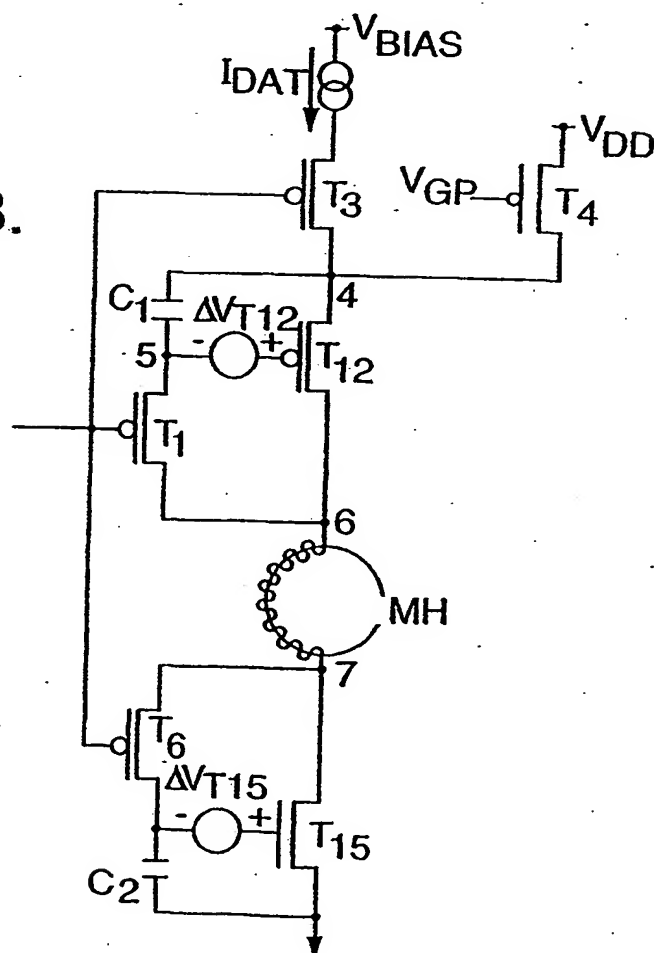 VBIAS
IDAT
VDD
T3
VGP
T4
3.
4
C1
ΔVT12
- +
5
T12
T1
6
MH
7
T6
ΔVT15
- +
T15
C2